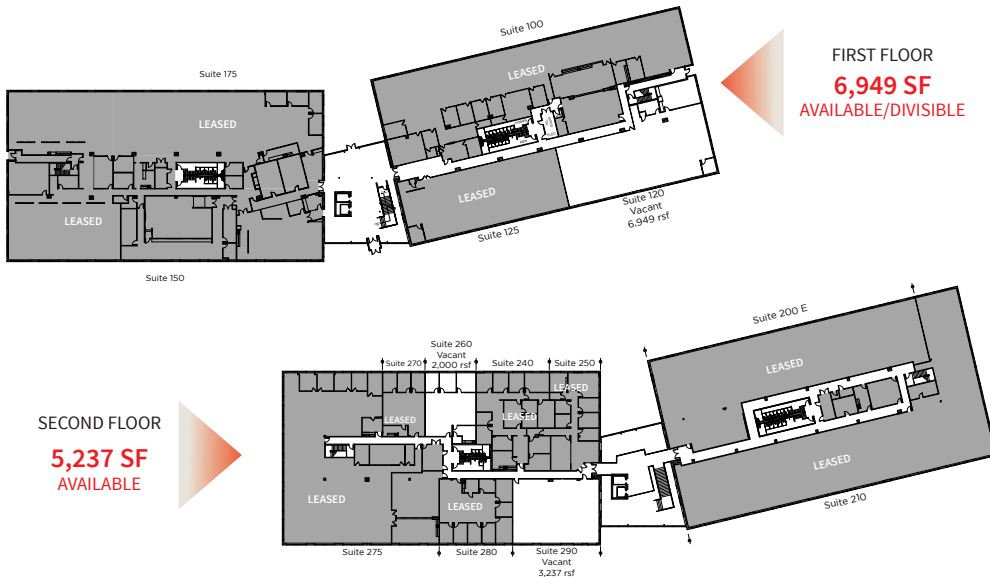 Suite 100
Suite 175
LEASED
FIRST FLOOR
6,949 SF
AVAILABLE/DIVISIBLE
LEASED
LEASED
LEASED
Suite 120
Vacant
6,949 rsf
Suite 125
Suite 150
Suite 200 E
Suite 260
Vacant
2,000 rsf
Suite 270
Suite 240
Suite 250
LEASED
LEASED
LEASED
LEASED
SECOND FLOOR
5,237 SF
AVAILABLE
LEASED
LEASED
LEASED
Suite 210
Suite 275
Suite 280
Suite 290
Vacant
3,237 rsf